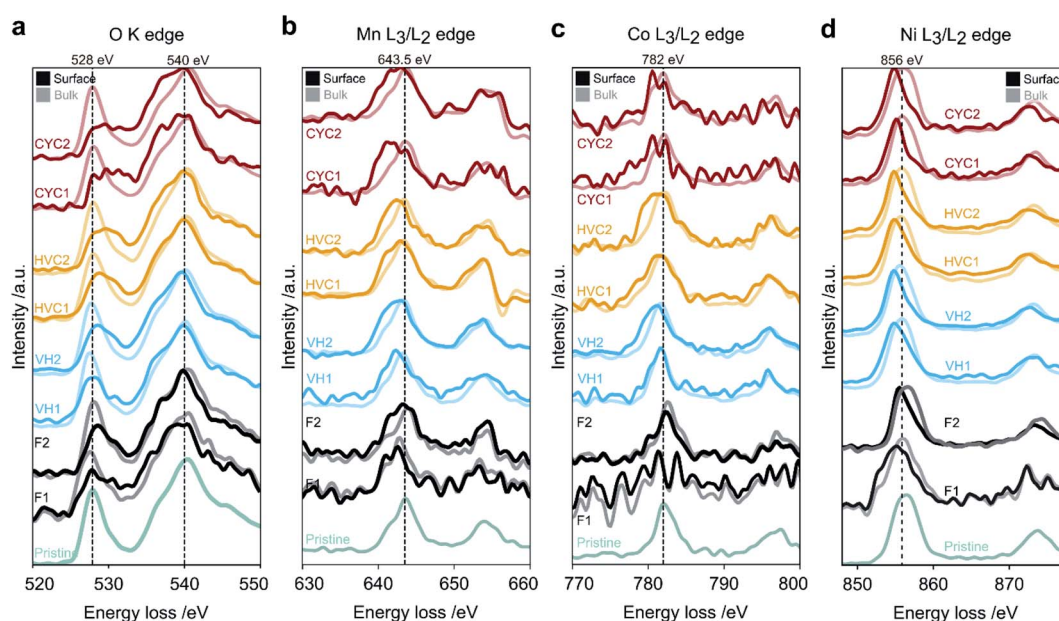 a
O K edge
528 eV
540 eV
Surface
Bulk
CYC2
CYC1
HVC2
HVC1
VH2
VH1
F2
F1
Pristine
Intensity /a.u.
520
530
540
550
Energy loss /eV
b
Mn L3/L2 edge
643.5 eV
Surface
Bulk
CYC2
CYC1
HVC2
HVC1
VH2
VH1
F2
F1
Pristine
Intensity /a.u.
630
640
650
660
Energy loss /eV
c
Co L3/L2 edge
782 eV
Surface
Bulk
CYC2
CYC1
HVC2
HVC1
VH2
VH1
F2
F1
Pristine
Intensity /a.u.
770
780
790
800
Energy loss /eV
d
Ni L3/L2 edge
856 eV
Surface
Bulk
CYC2
CYC1
HVC2
HVC1
VH2
VH1
F2
F1
Pristine
Intensity /a.u.
850
860
870
Energy loss /eV